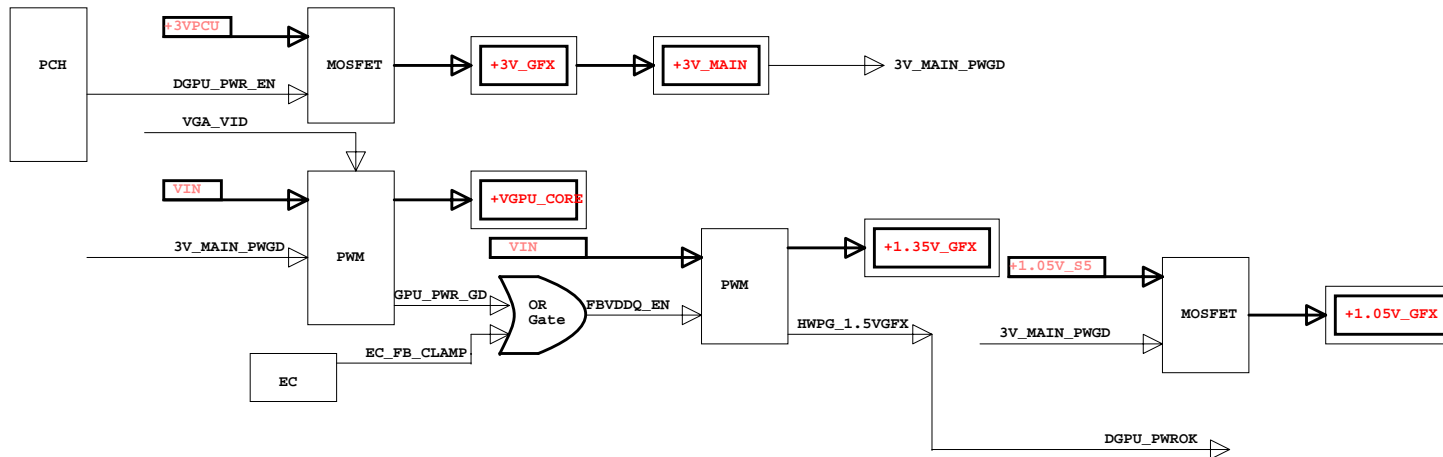 +3VPCU
PCH
MOSFET
+3V_GFX
+3V_MAIN
3V_MAIN_PWGD
DGPU_PWR_EN
VGA_VID
VIN
+VGPU_CORE
3V_MAIN_PWGD
PWM
VIN
+1.35V_GFX
+1.05V_S5
PWM
GPU_PWR_GD
OR
Gate
FBVDDQ_EN
HWPG_1.5VGFX
MOSFET
+1.05V_GFX
3V_MAIN_PWGD
EC_FB_CLAMP
EC
DGPU_PWROK